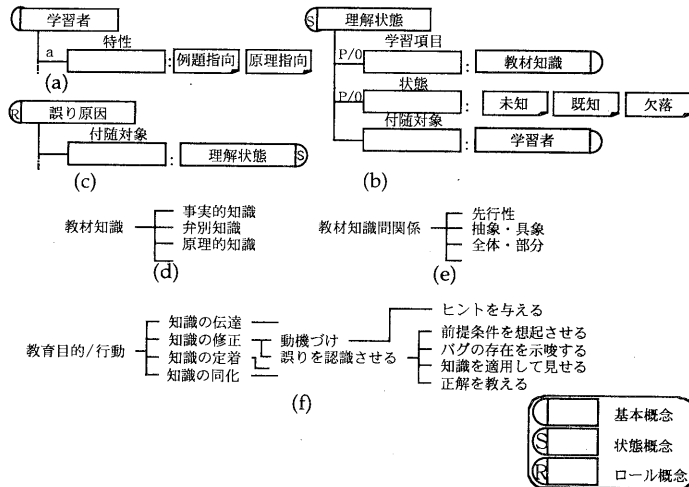 学習者
特性
a
: 例題指向 原理指向
(a)
S 理解状態
学習項目
P/O : 教材知識
状態
P/O : 未知 既知 欠落
付随対象
: 学習者
(b)
R 誤り原因
付随対象
: 理解状態 S
(c)
教材知識
事実的知識
弁別知識
原理的知識
(d)
教材知識間関係
先行性
抽象・具象
全体・部分
(e)
教育目的/行動
知識の伝達
知識の修正
知識の定着
知識の同化
動機づけ
誤りを認識させる
ヒントを与える
前提条件を想起させる
バグの存在を示唆する
知識を適用して見せる
正解を教える
(f)
基本概念
S 状態概念
R ロール概念